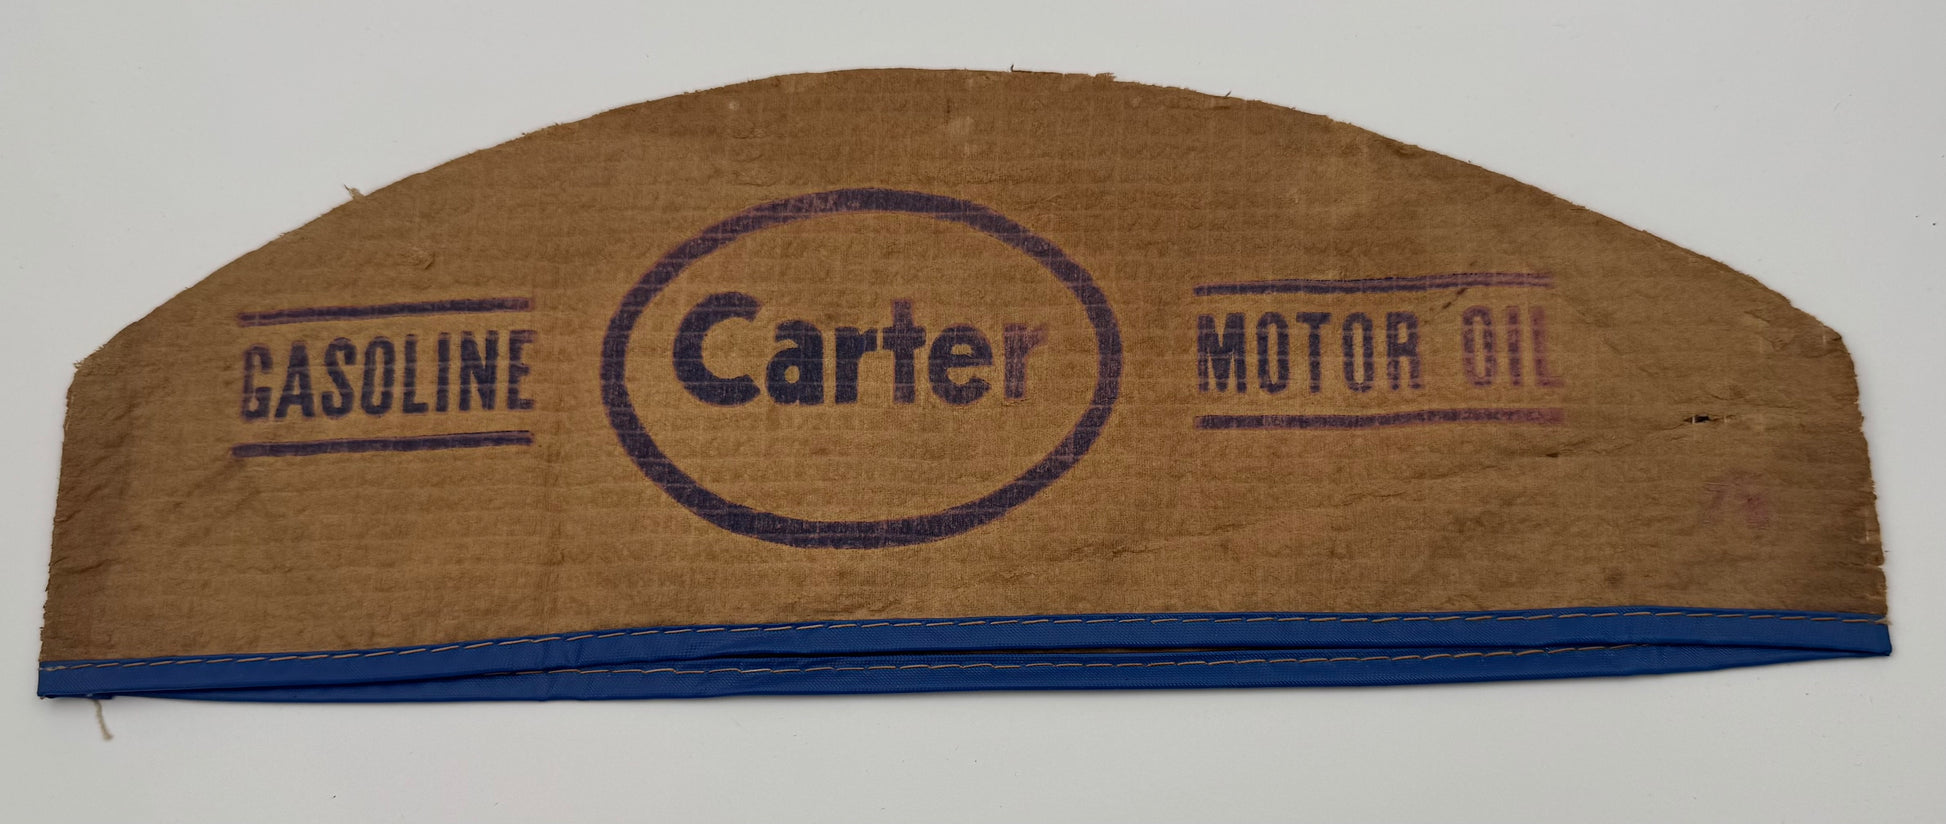 GASOLINE
Carter
MOTOR OIL